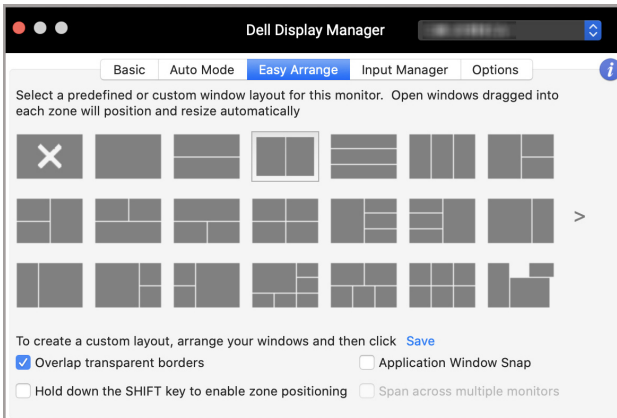 Dell Display Manager
Basic Auto Mode Easy Arrange Input Manager Options
Select a predefined or custom window layout for this monitor. Open windows dragged into
each zone will position and resize automatically
>
To create a custom layout, arrange your windows and then click Save
Overlap transparent borders Application Window Snap
Hold down the SHIFT key to enable zone positioning Span across multiple monitors